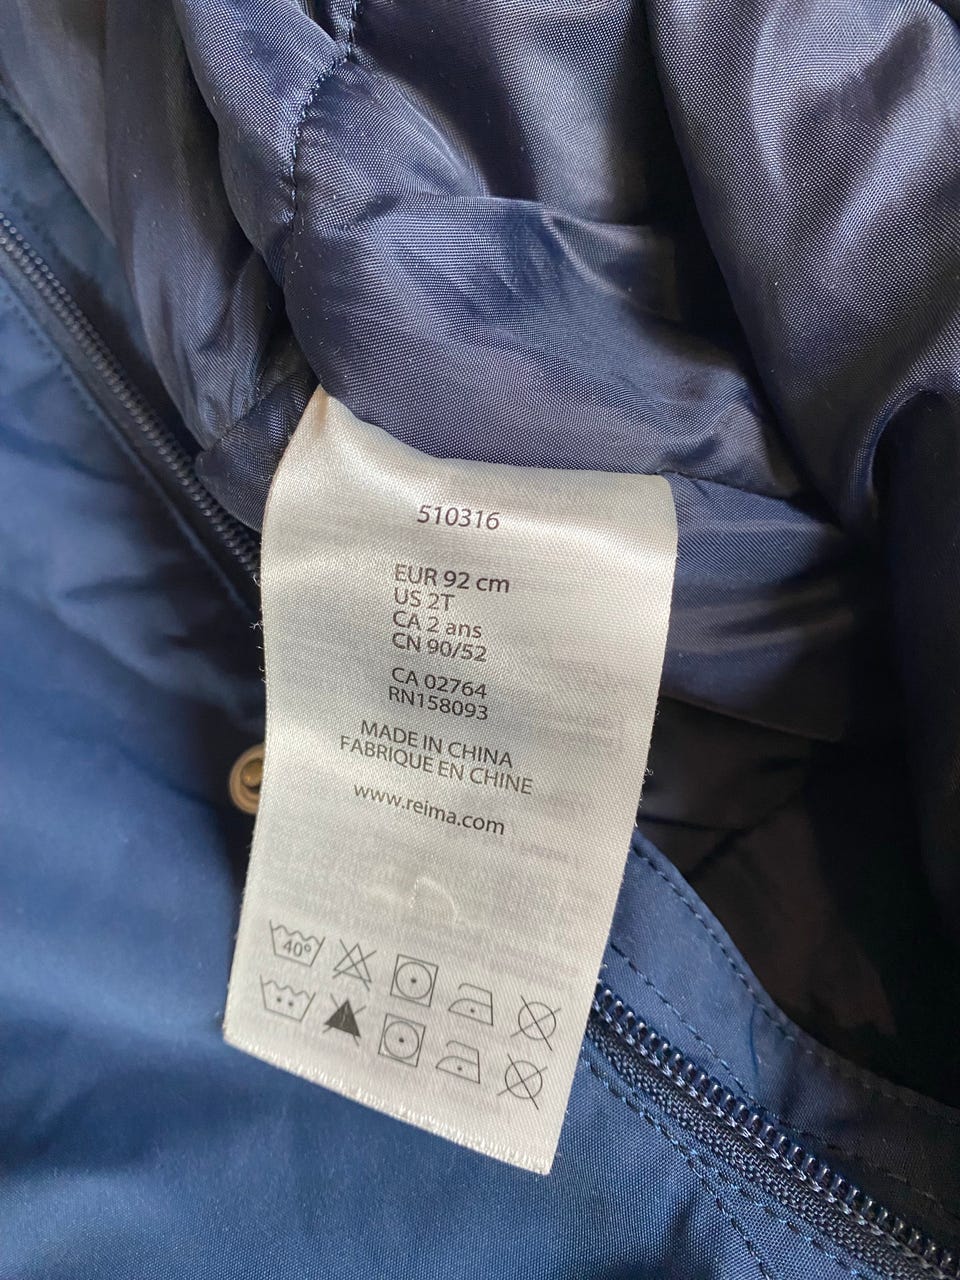 510316
EUR 92 cm
US 2T
CA 2 ans
CN 90/52
CA 02764
RN158093
MADE IN CHINA
FABRIQUE EN CHINE
www.reima.com
40°